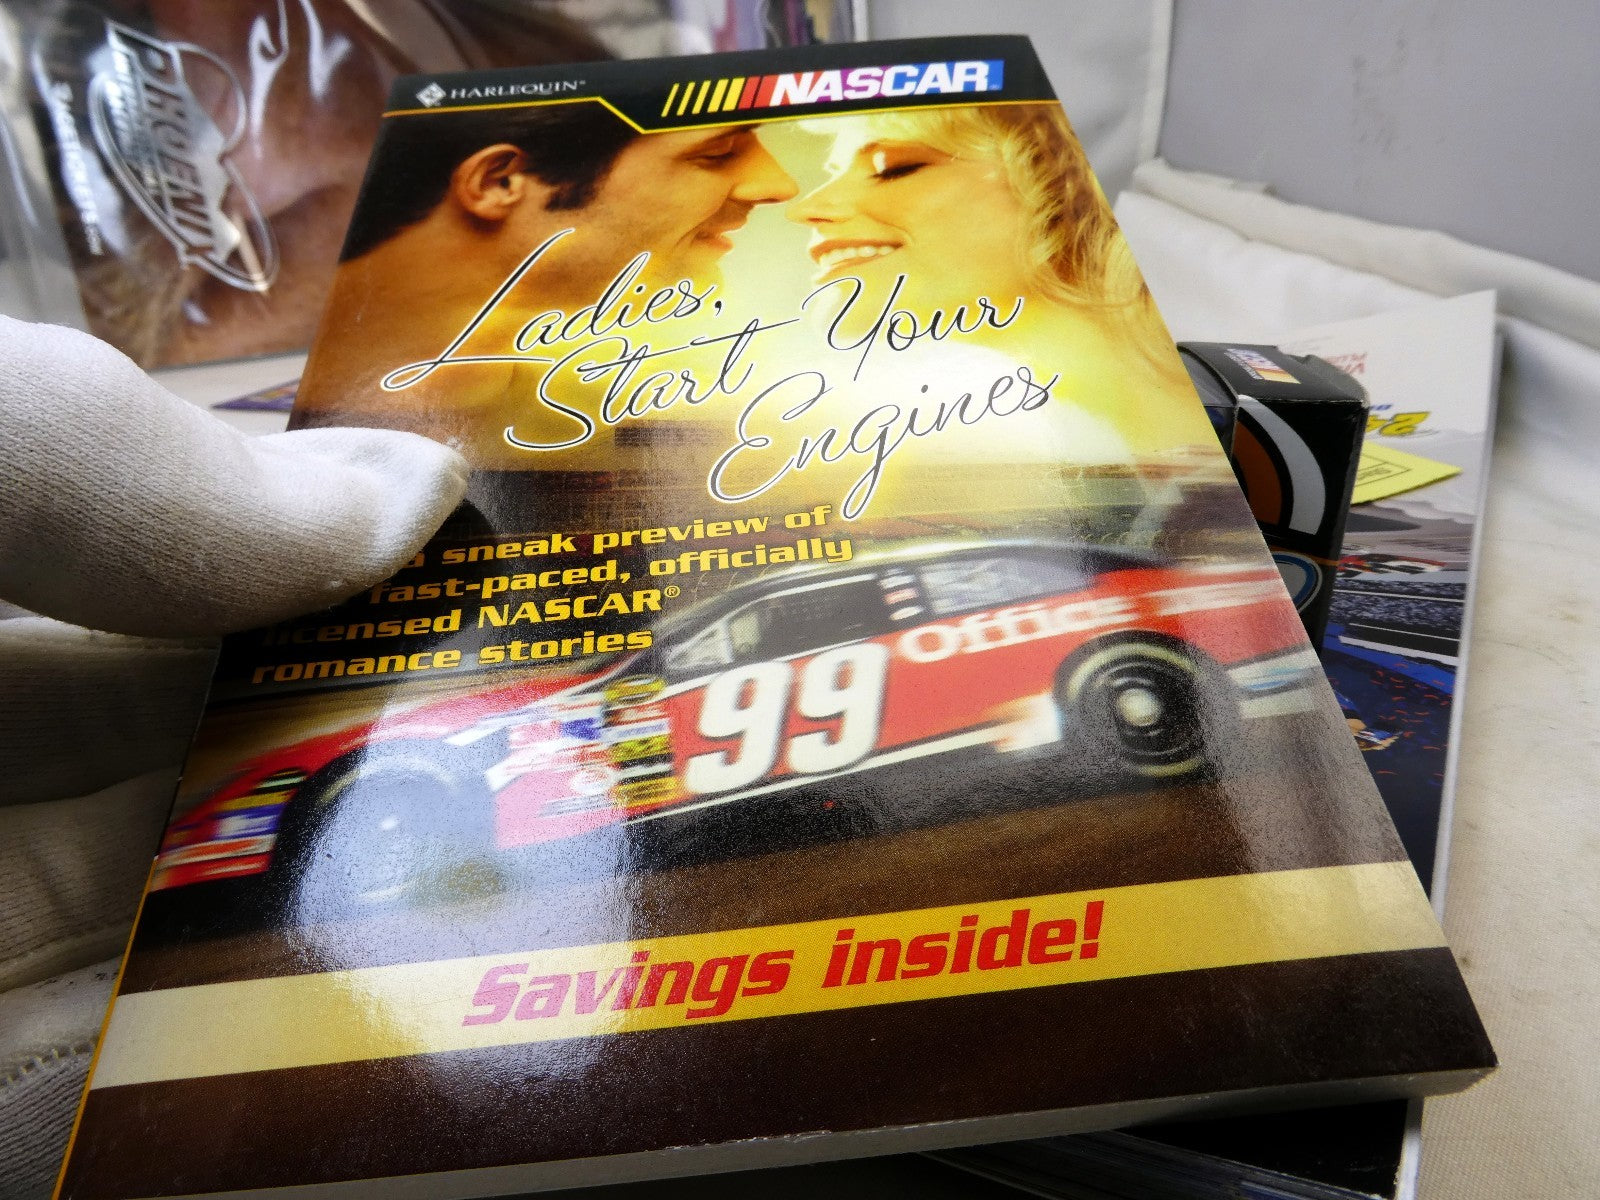 HARLEQUIN®
NASCAR
Ladies,
Start Your
Engines
a sneak preview of
fast-paced, officially
licensed NASCAR®
romance stories
Office
99
Savings inside!
PHOENIX